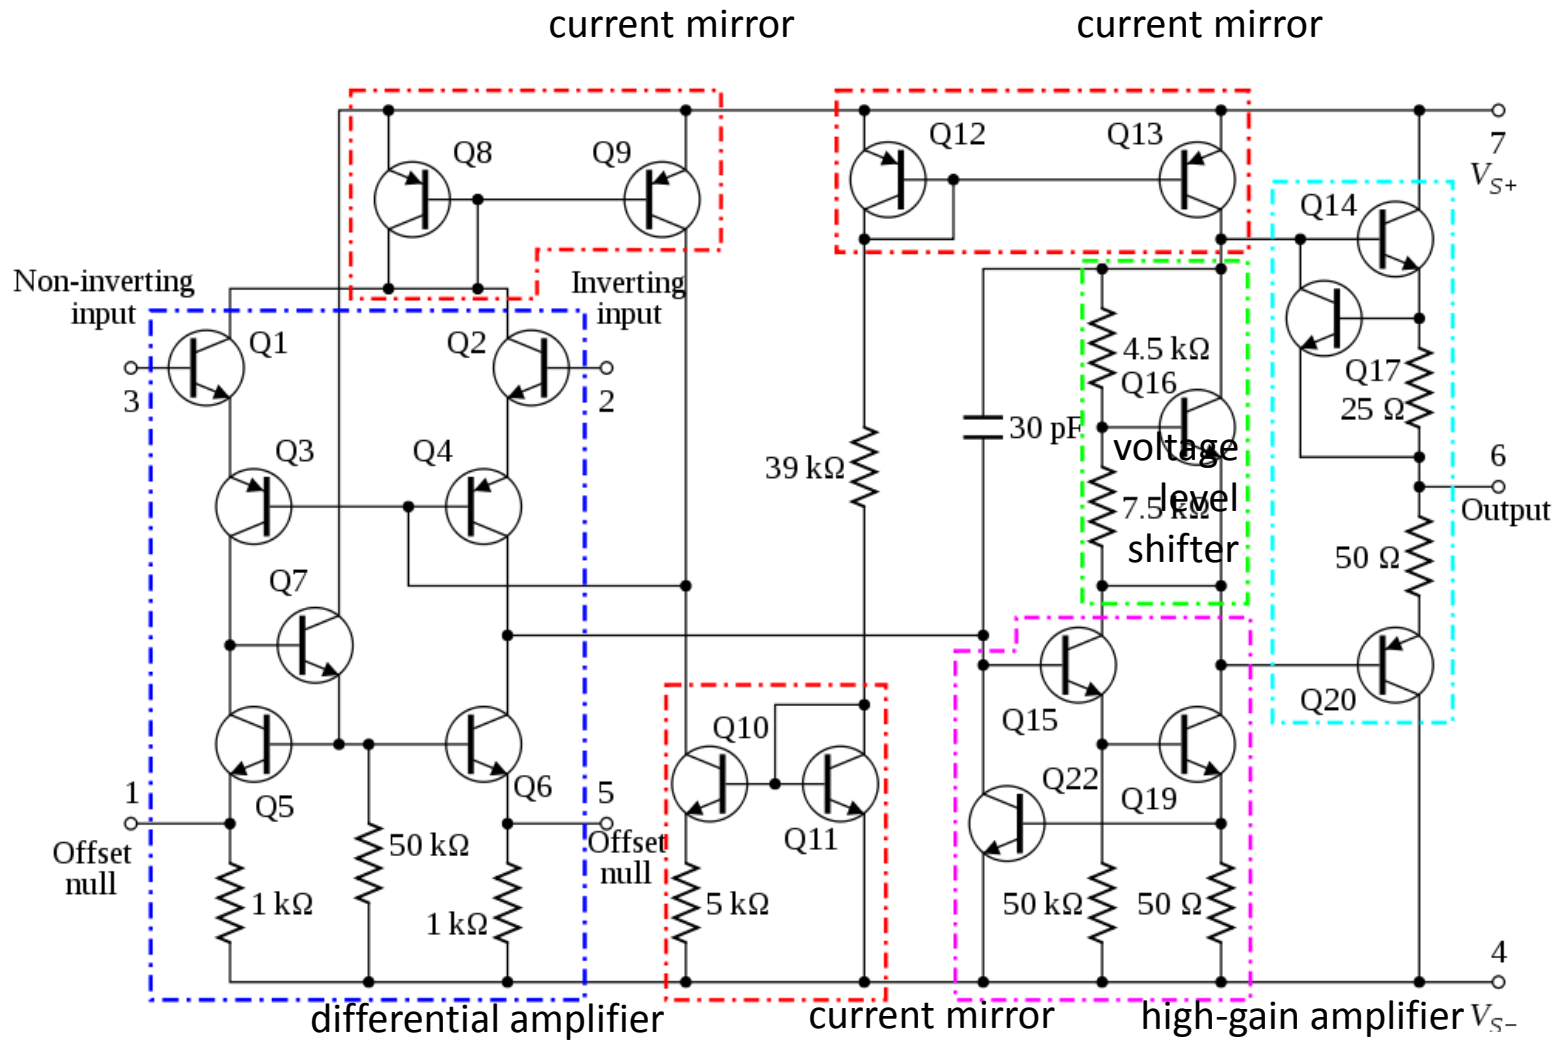 current mirror
current mirror
Q12
Q13
7
V_S+
Q8
Q9
Q14
Non-inverting
input
Inverting
input
Q1
Q2
3
2
4.5 kΩ
Q16
Q17
25 Ω
30 pF
voltage
level
shifter
7.5 kΩ
Q3
Q4
39 kΩ
6
Output
50 Ω
Q7
Q20
Q15
Q10
Q22
Q19
1
Q5
Q6
5
Q11
Offset
null
50 kΩ
Offset
null
1 kΩ
1 kΩ
5 kΩ
50 kΩ
50 Ω
4
V_S−
differential amplifier
current mirror
high-gain amplifier